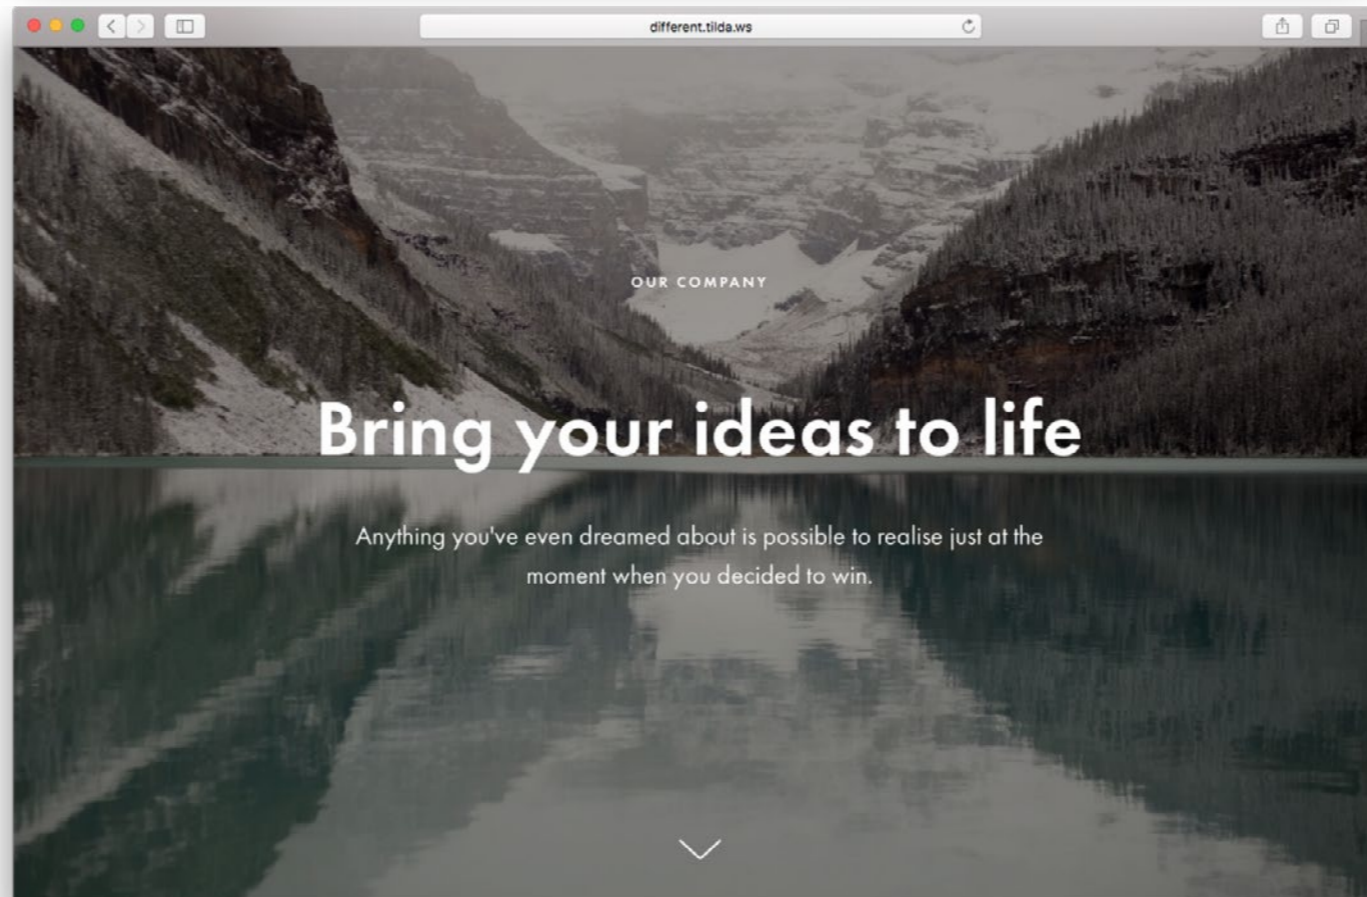 different.tilda.ws
OUR COMPANY
Bring your ideas to life
Anything you've even dreamed about is possible to realise just at the
moment when you decided to win.